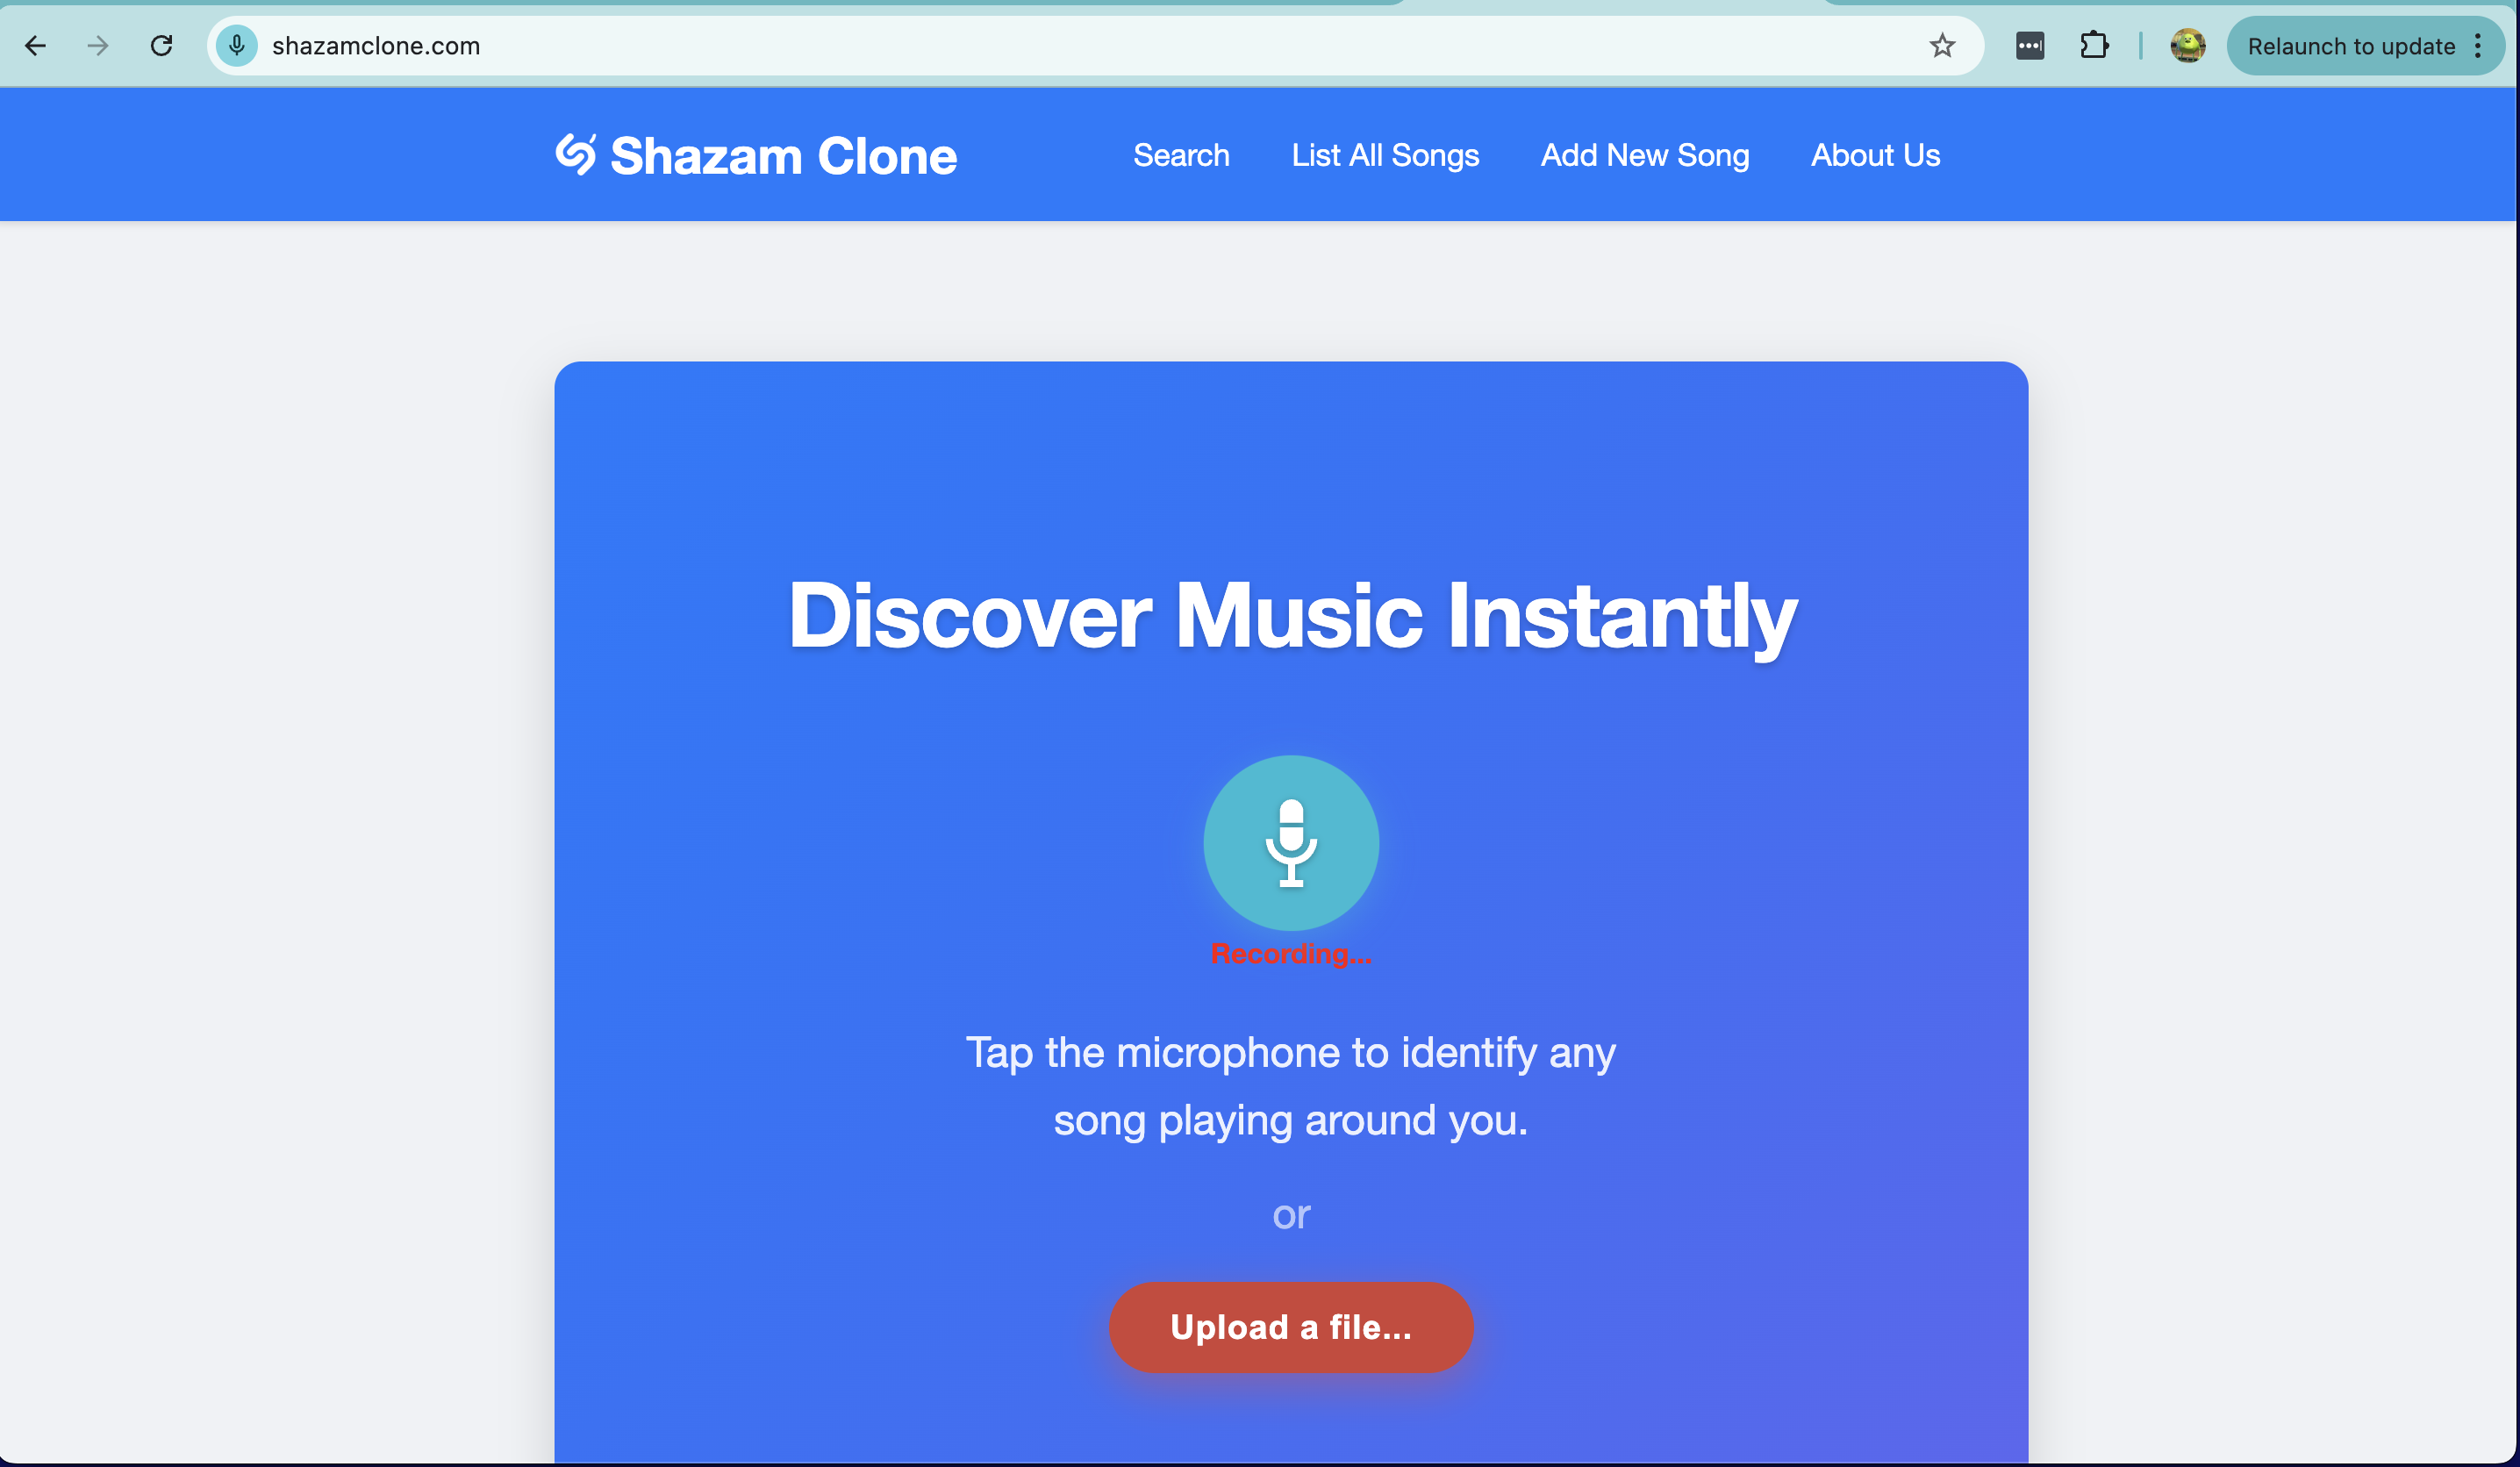 shazamclone.com
Relaunch to update
Shazam Clone
Search
List All Songs
Add New Song
About Us
Discover Music Instantly
Recording...
Tap the microphone to identify any
song playing around you.
or
Upload a file...